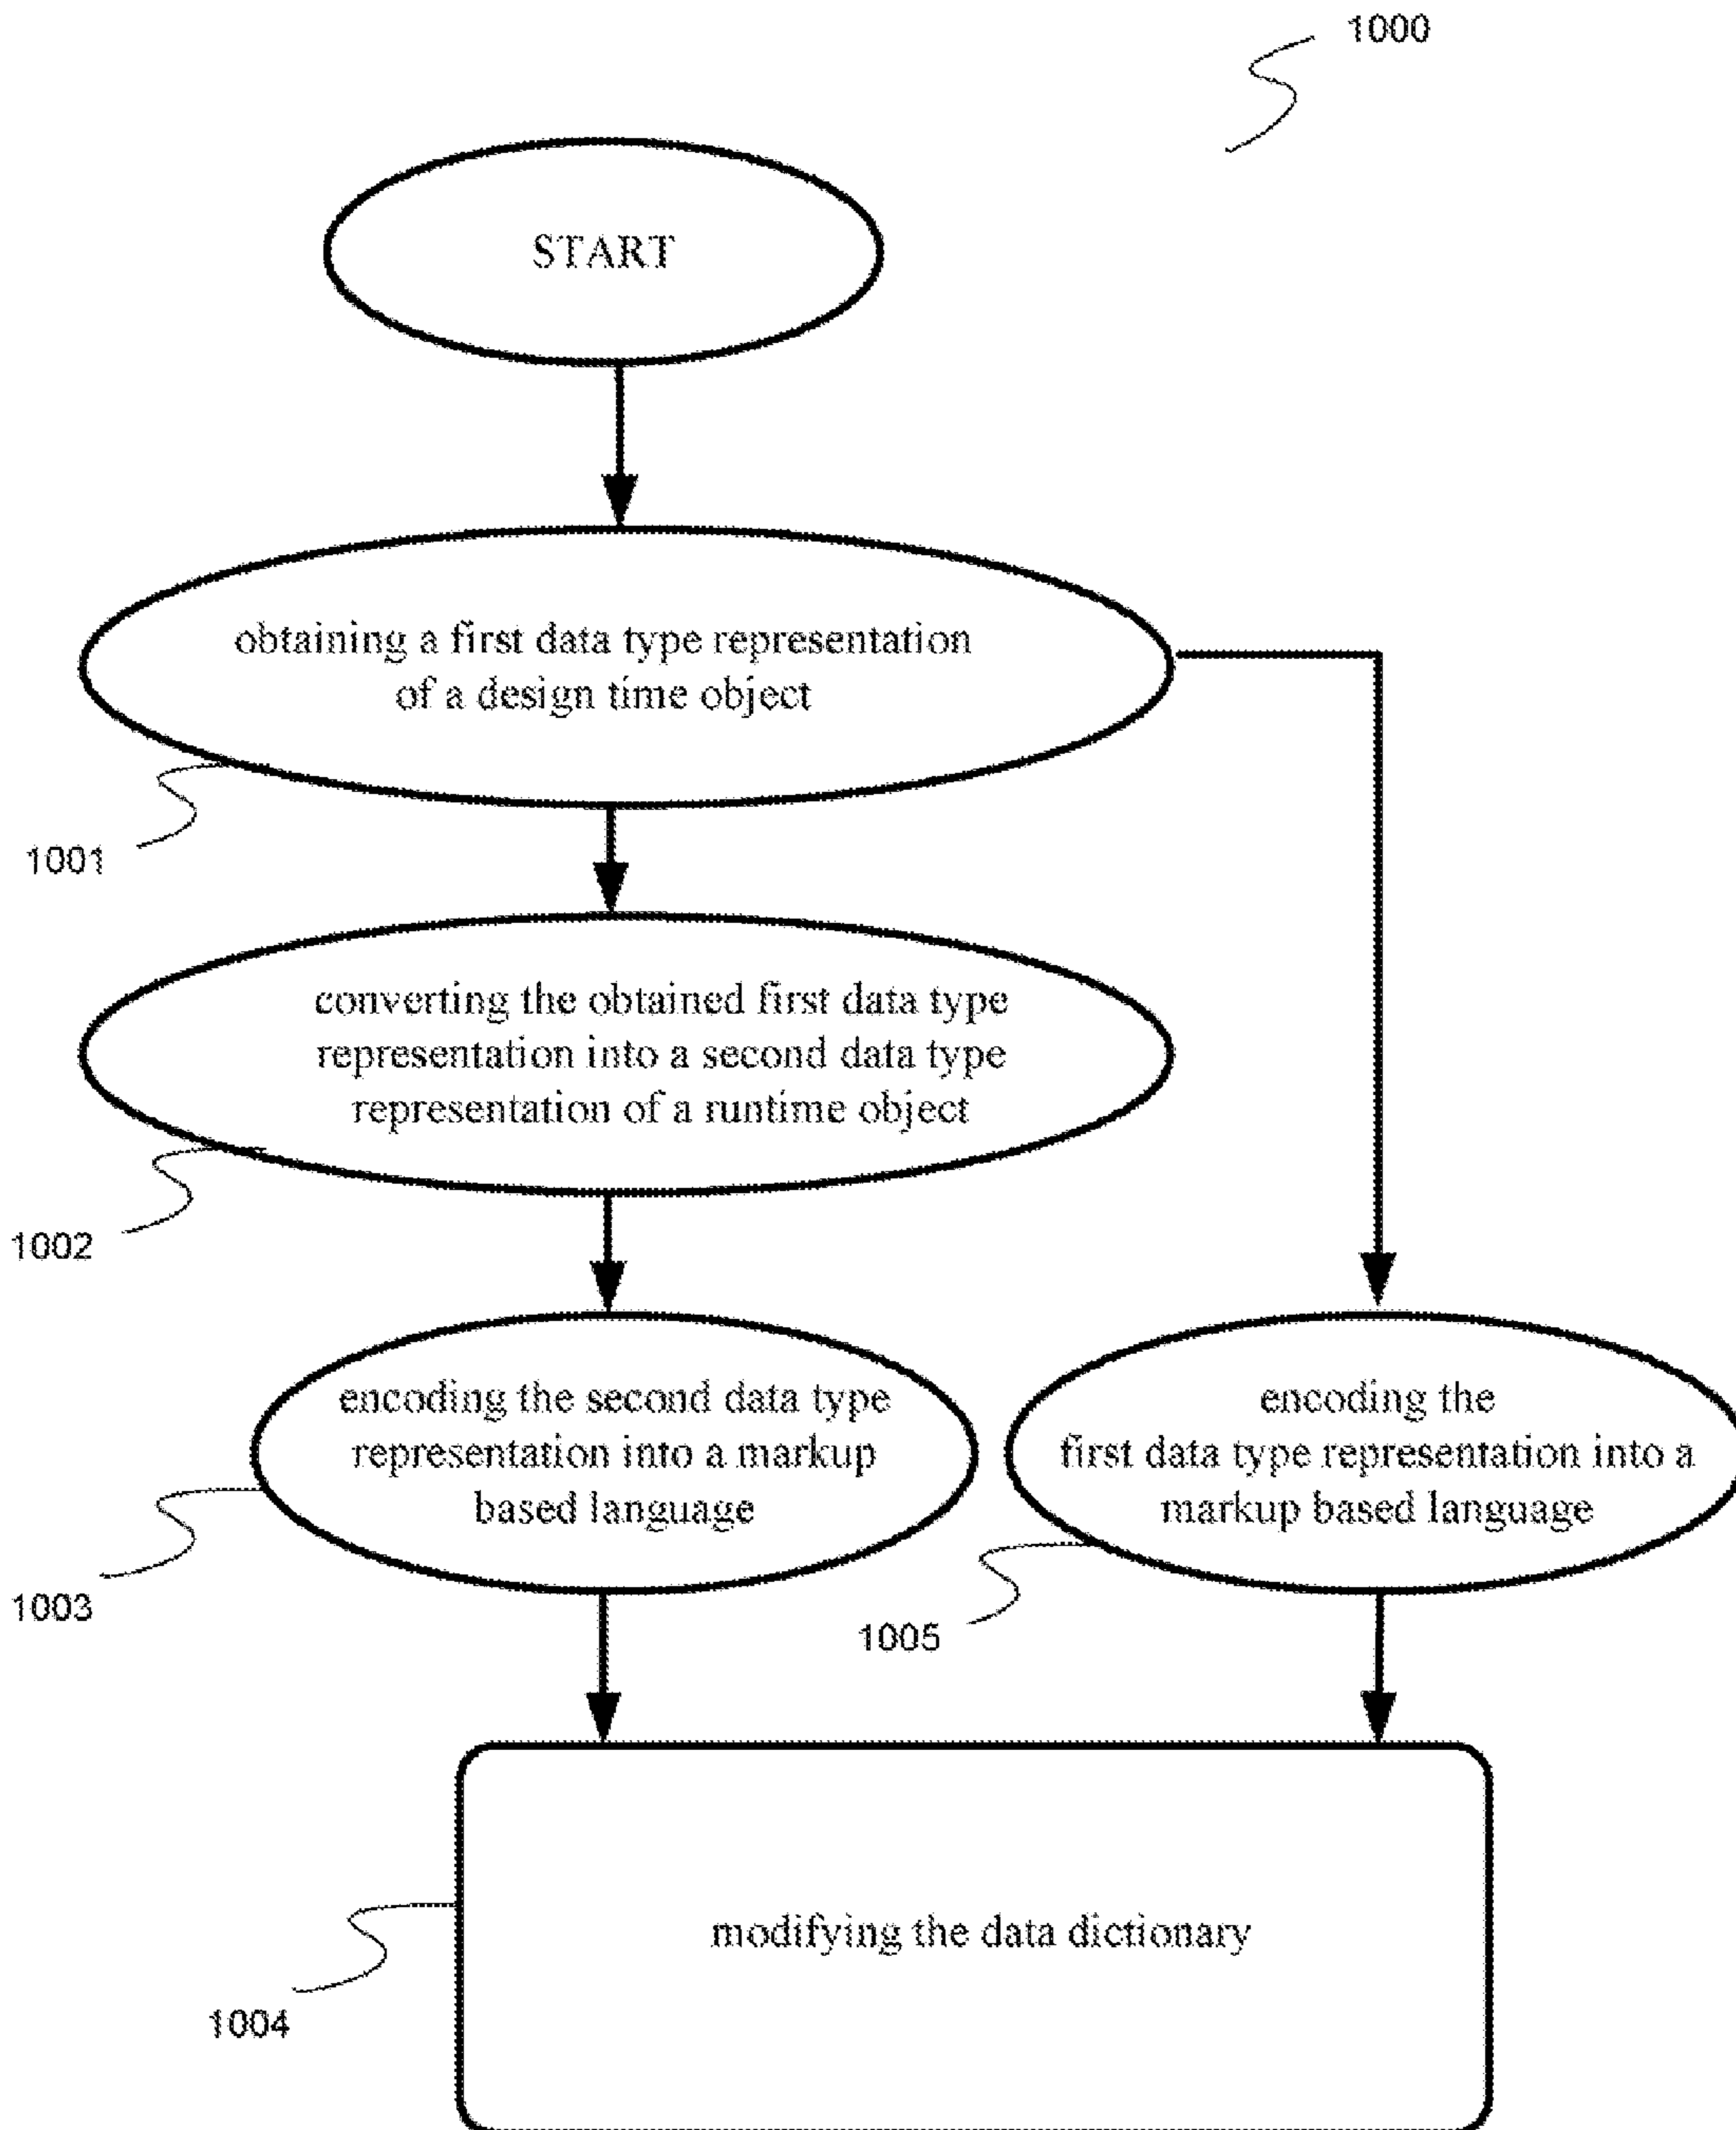 1000
START
obtaining a first data type representation
of a design time object
1001
converting the obtained first data type
representation into a second data type
representation of a runtime object
1002
encoding the second data type
representation into a markup
based language
1003
encoding the
first data type representation into a
markup based language
1005
modifying the data dictionary
1004